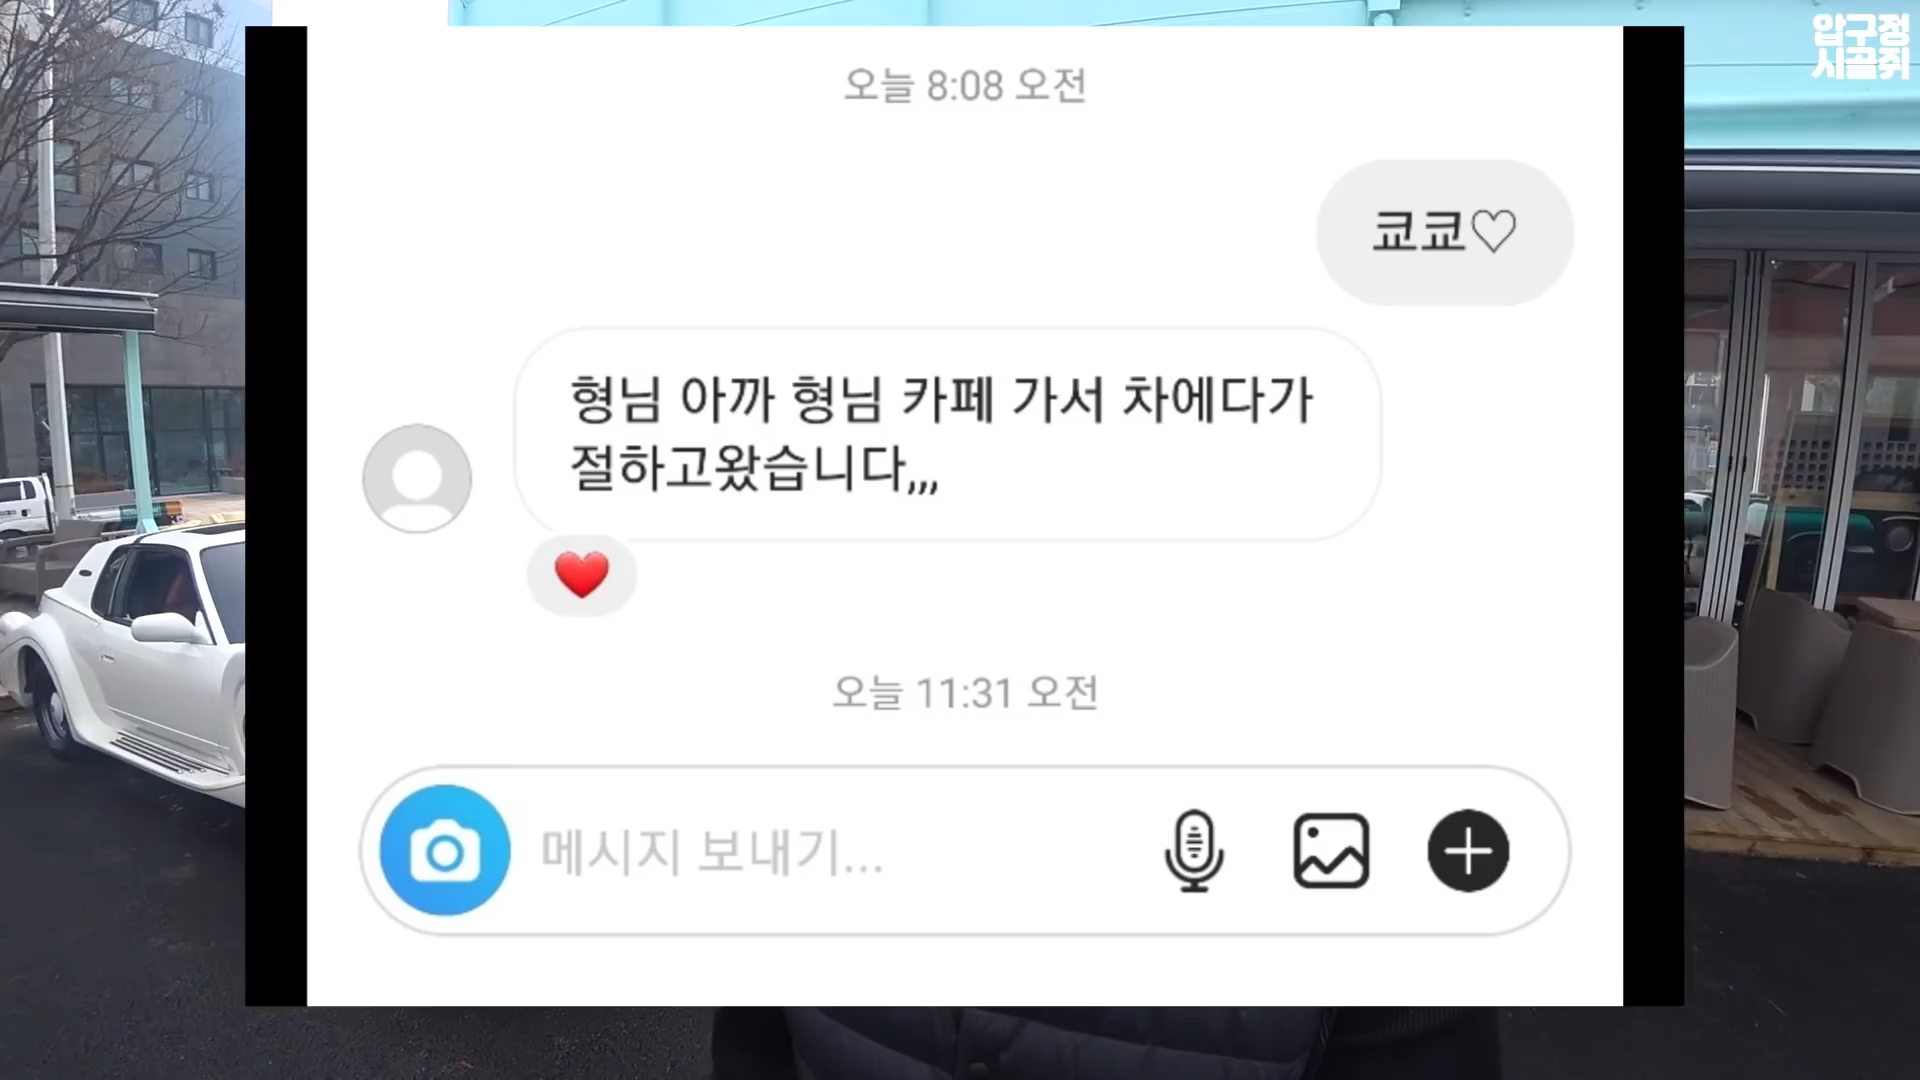 압구정
시골쥐
오늘 8:08 오전
쿄쿄♡
형님 아까 형님 카페 가서 차에다가
절하고왔습니다,,,
❤️
오늘 11:31 오전
메시지 보내기...